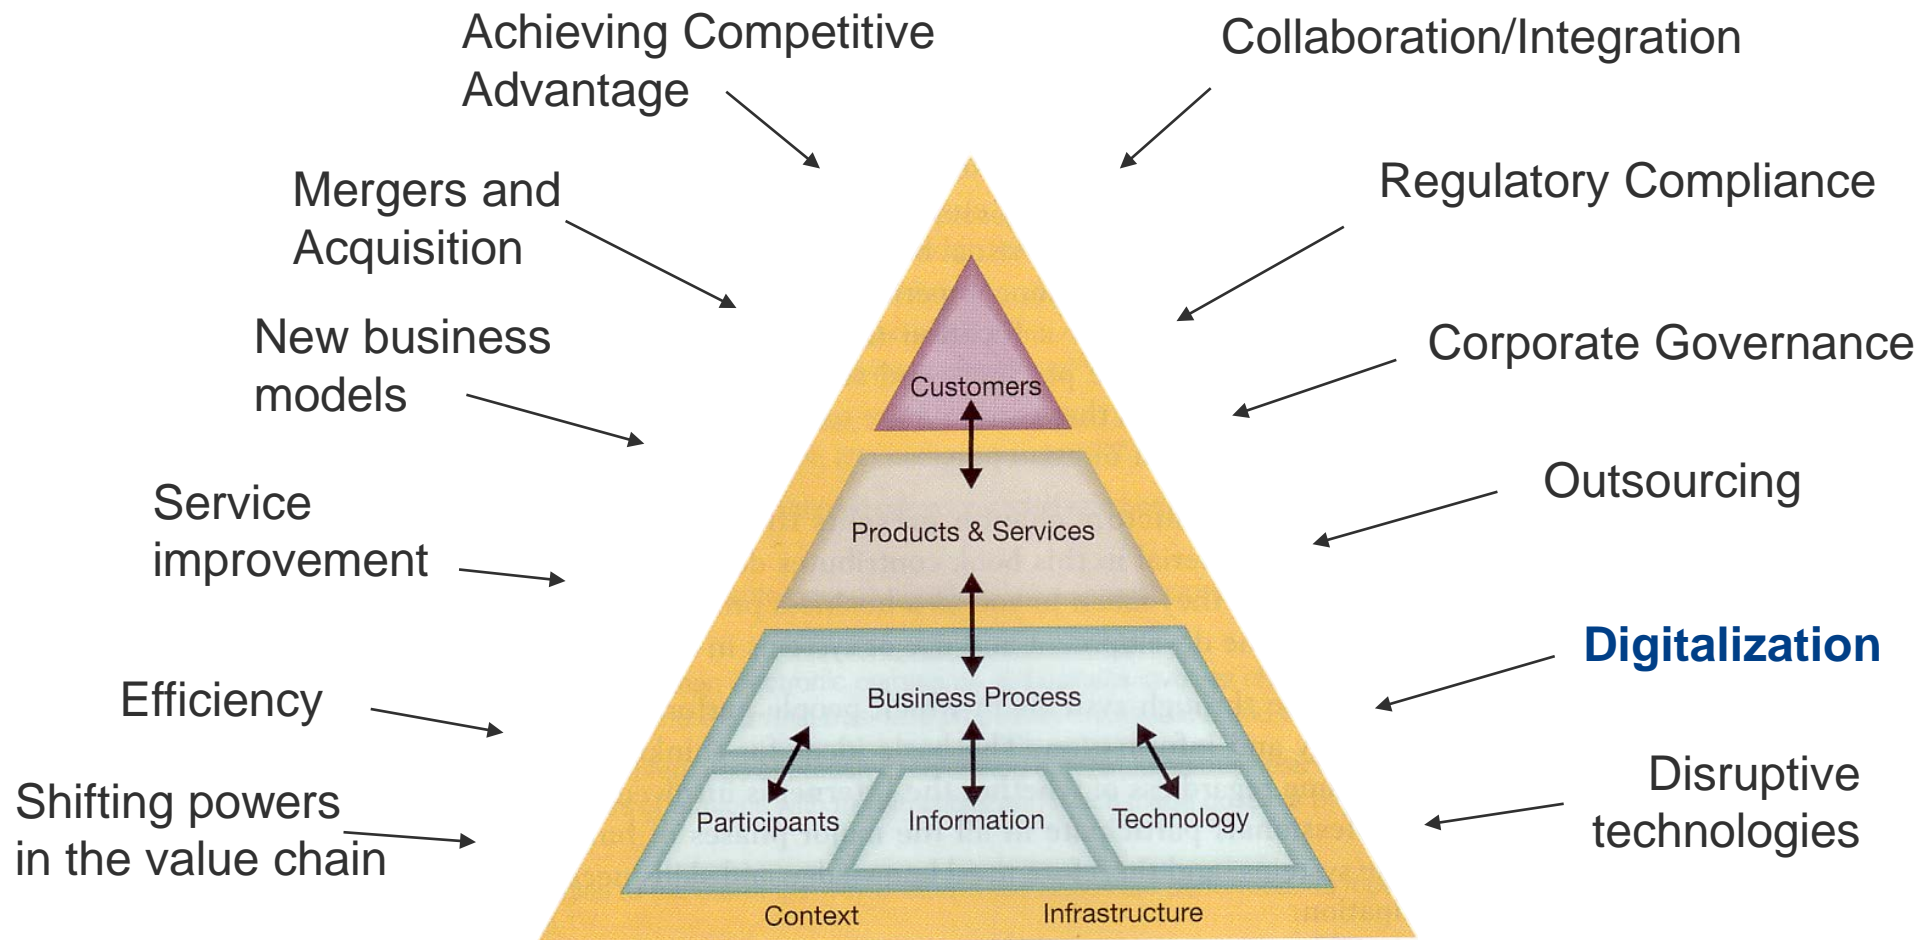 Achieving Competitive
Advantage
Collaboration/Integration
Mergers and
Acquisition
Regulatory Compliance
New business
models
Corporate Governance
Customers
Service
improvement
Outsourcing
Products & Services
Digitalization
Efficiency
Business Process
Shifting powers
in the value chain
Disruptive
technologies
Participants
Information
Technology
Context
Infrastructure